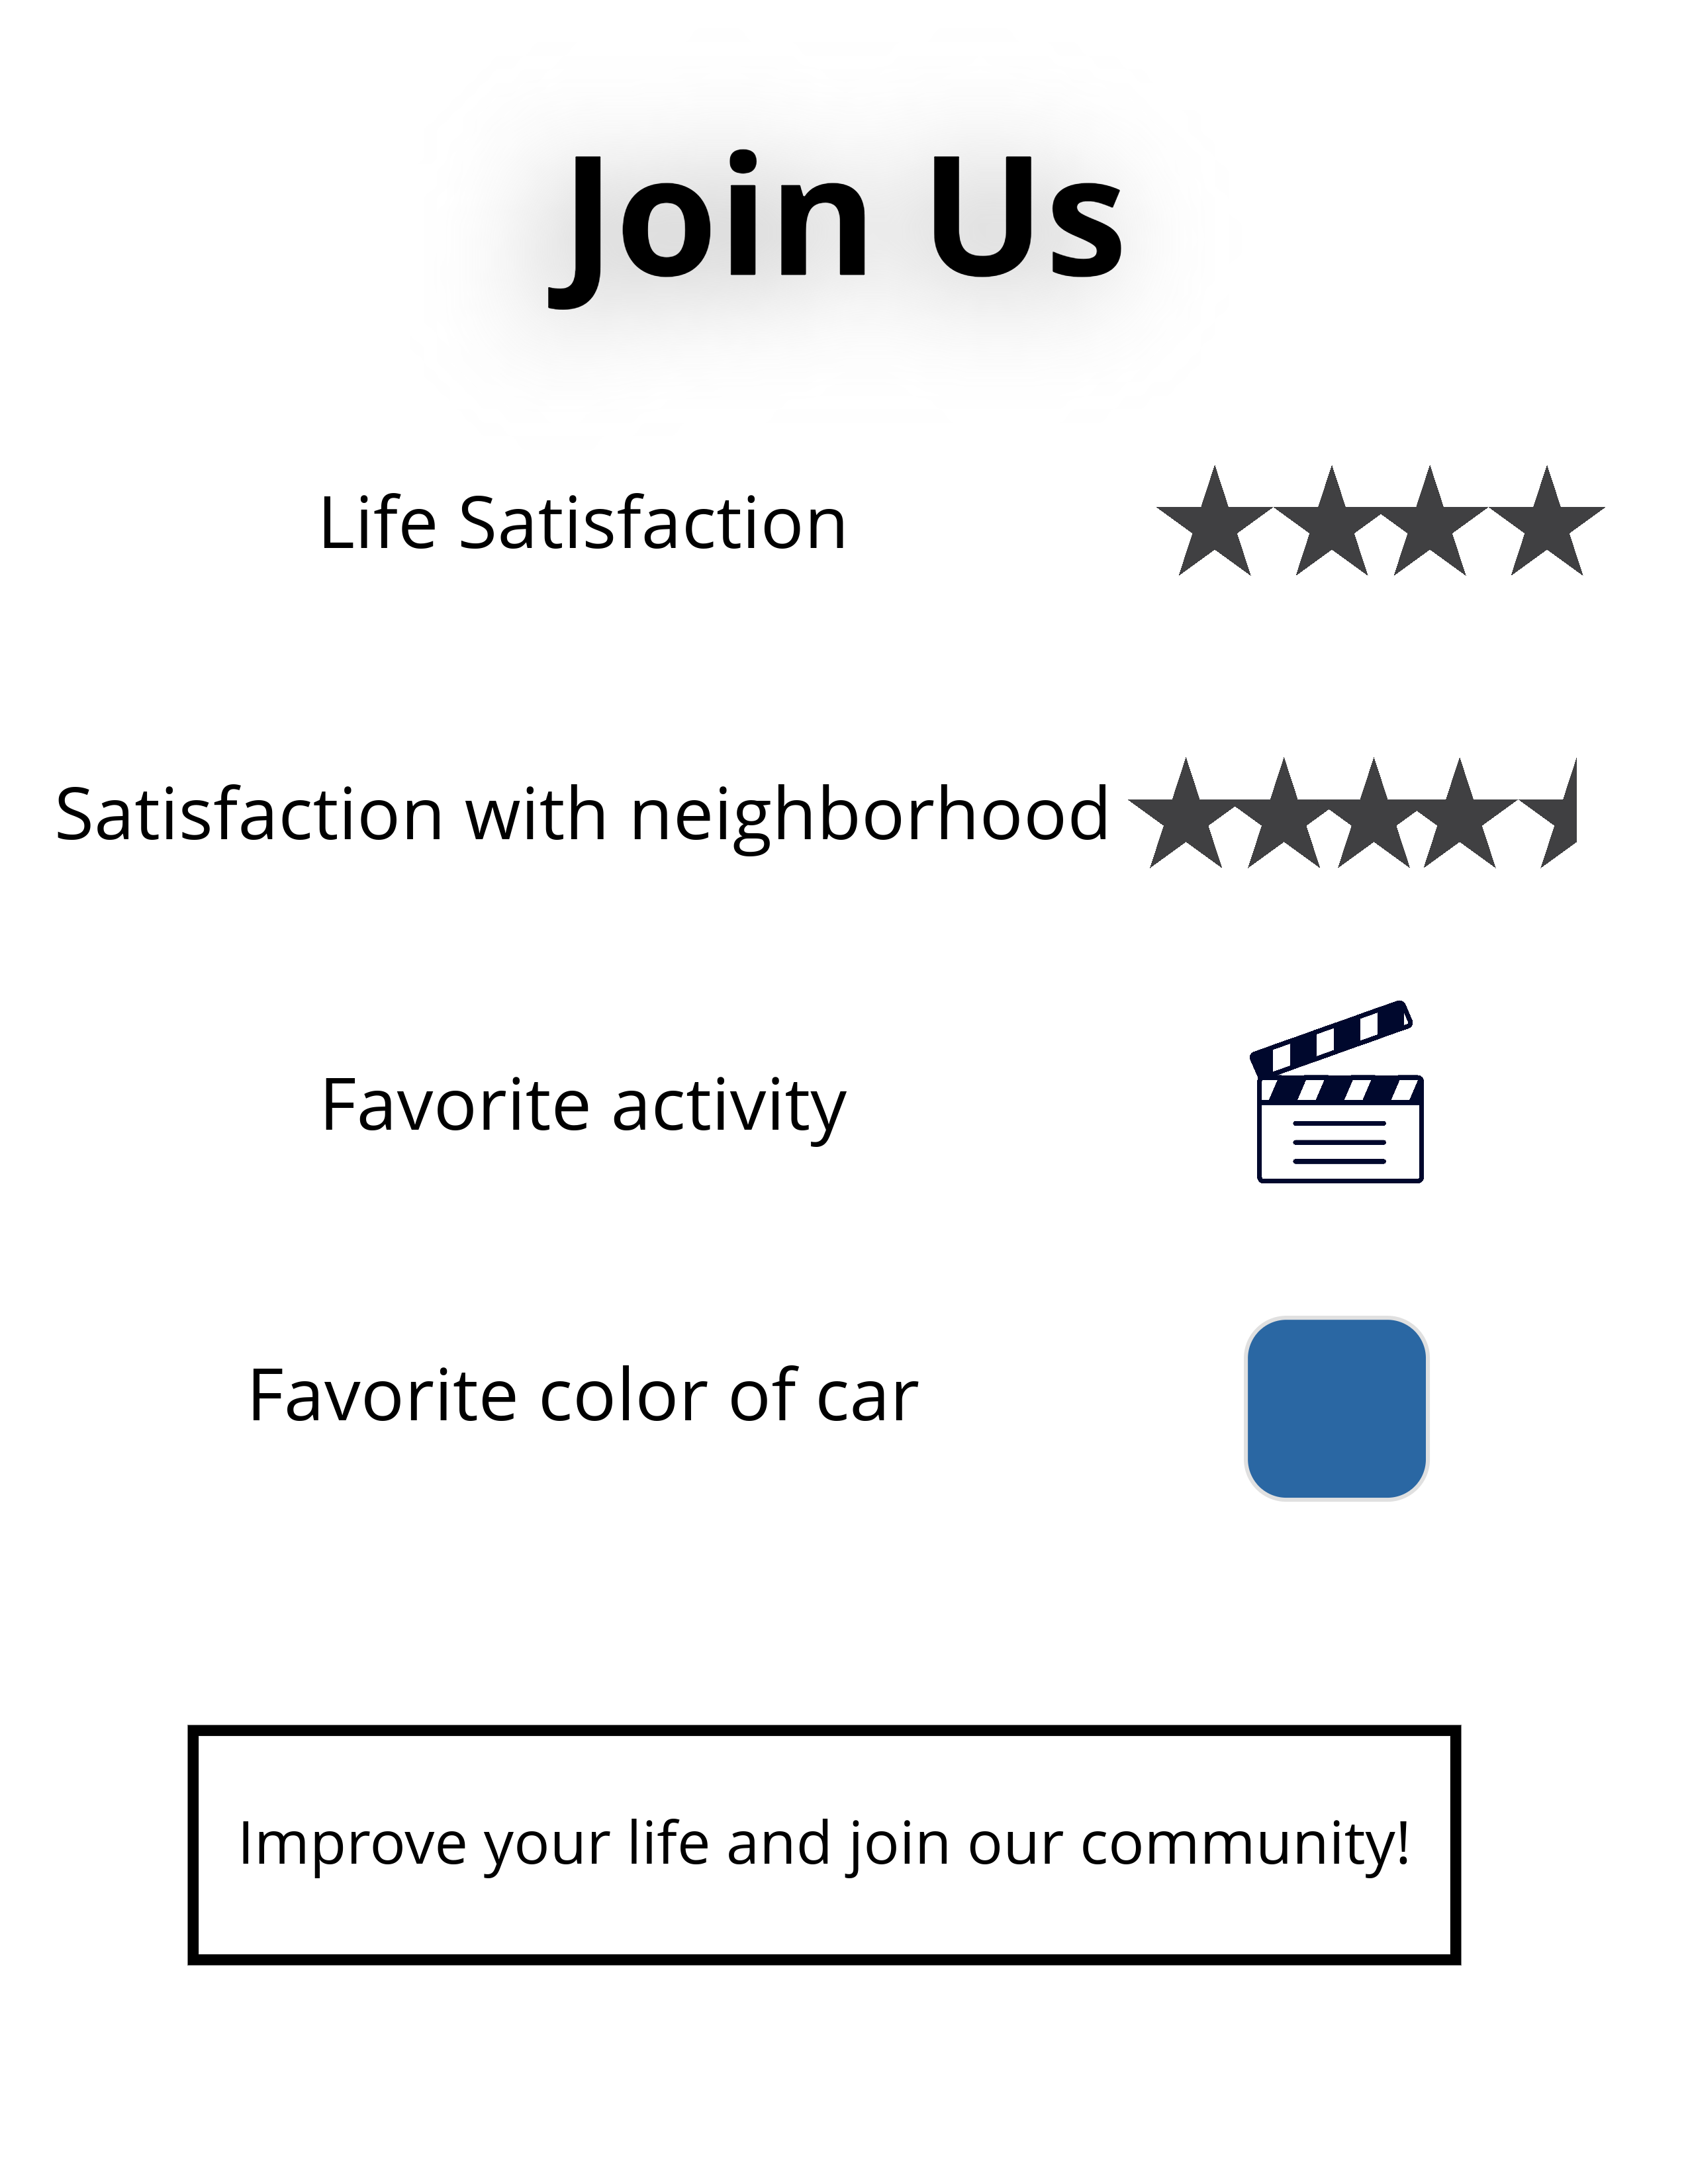 Join Us
Life Satisfaction
Satisfaction with neighborhood
Favorite activity
Favorite color of car
Improve your life and join our community!